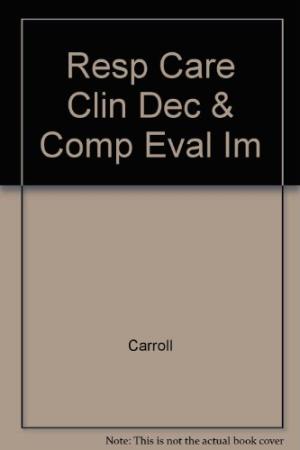 Resp Care
Clin Dec &
Comp Eval Im
Carroll
Note: This is not the actual book cover